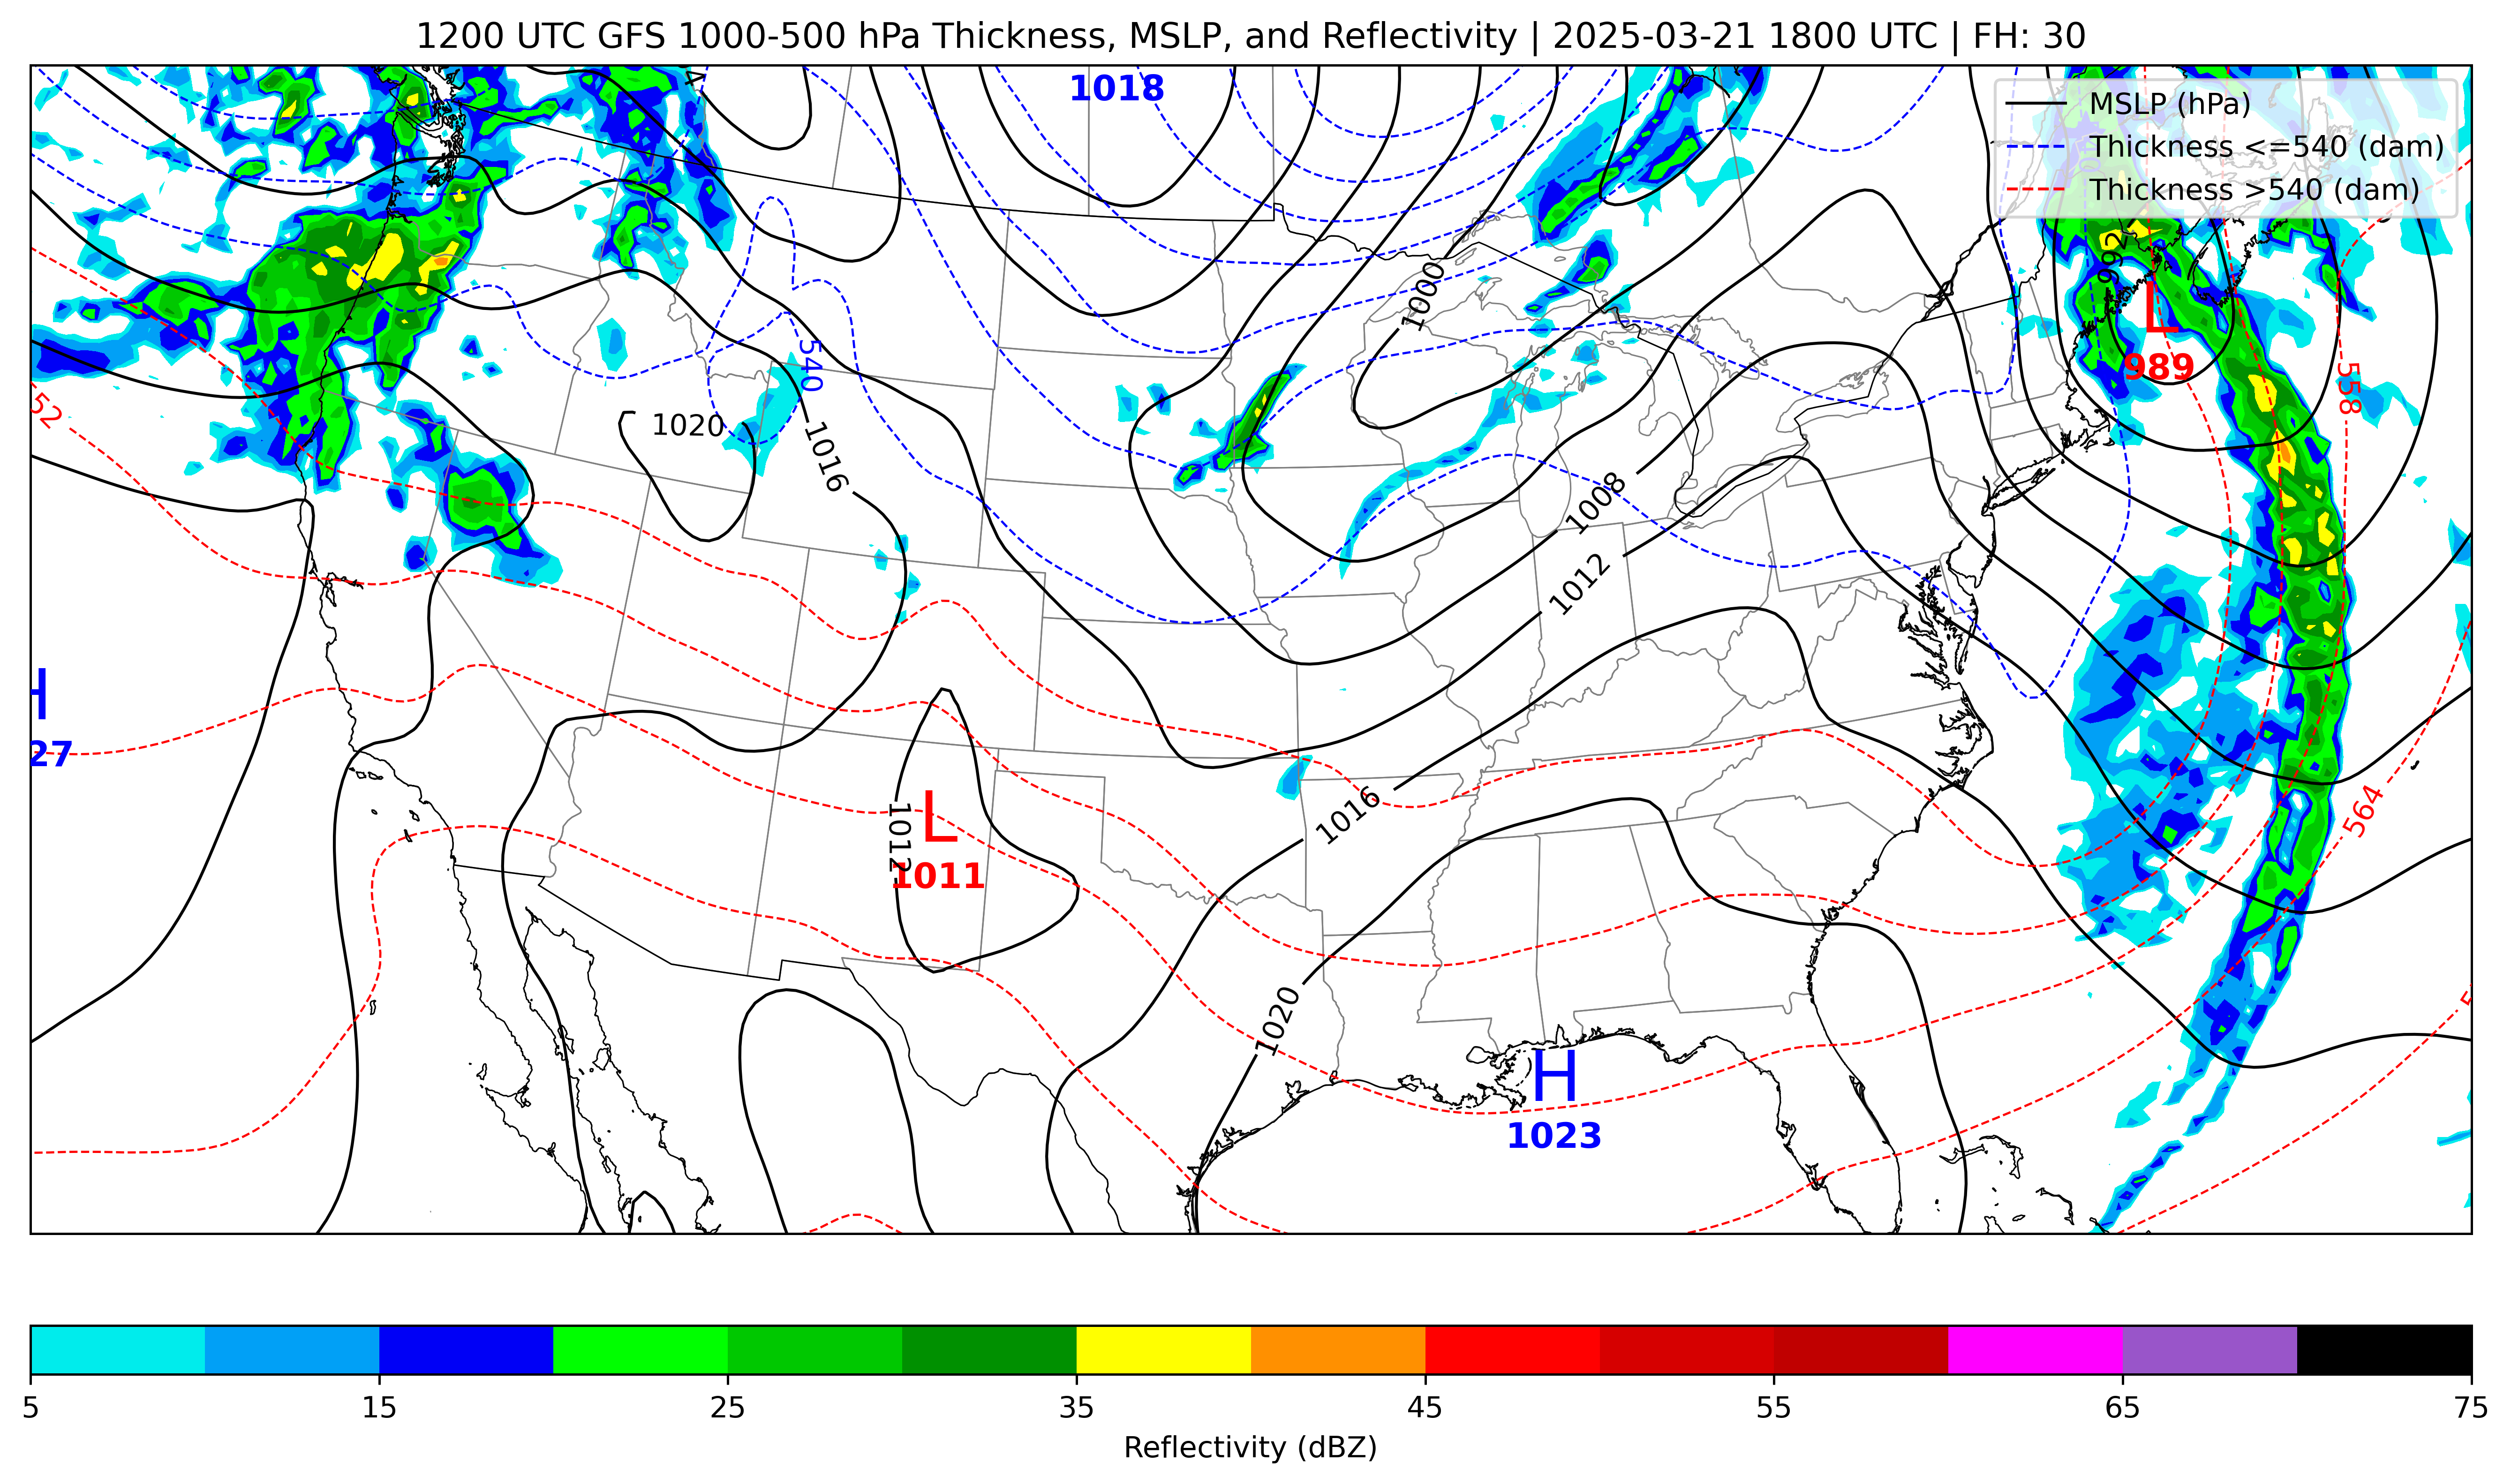 1200 UTC GFS 1000-500 hPa Thickness, MSLP, and Reflectivity | 2025-03-21 1800 UTC | FH: 30
1018
MSLP (hPa)
Thickness <=540 (dam)
Thickness >540 (dam)
992
L
989
1000
540
558
52
1020
1016
1008
1012
H
27
L
1011
1012
1016
564
1020
H
1023
5
15
25
35
45
55
65
75
Reflectivity (dBZ)